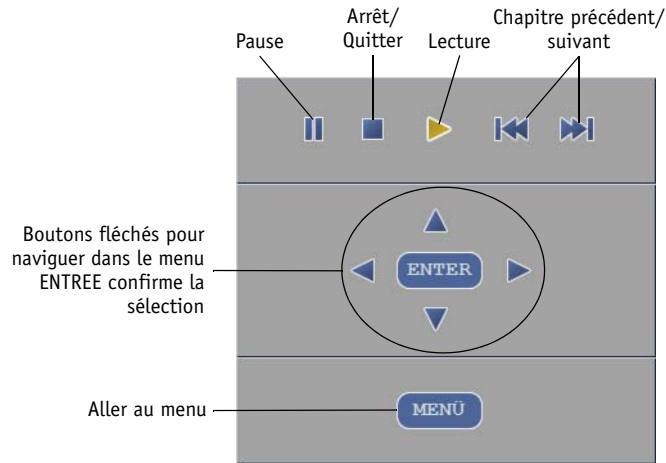 Pause
Arrêt/
Quitter
Lecture
Chapitre précédent/
suivant
Boutons fléchés pour
naviguer dans le menu
ENTREE confirme la
sélection
ENTER
Aller au menu
MENÜ